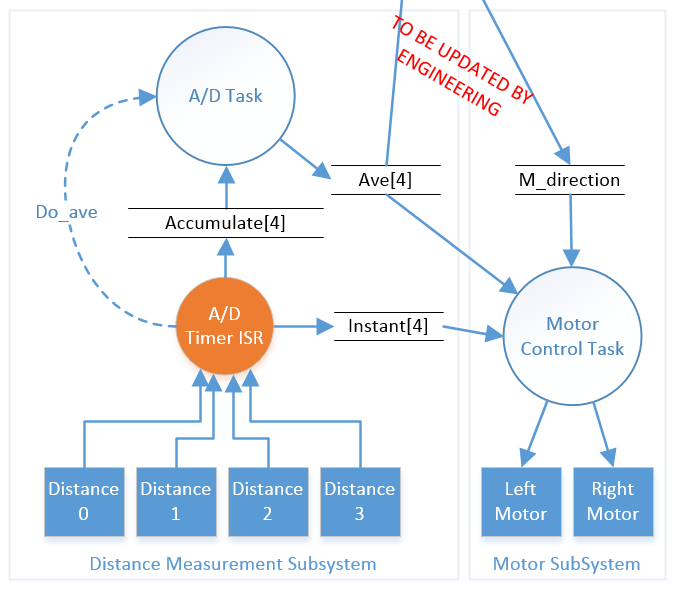 TO BE UPDATED BY
ENGINEERING
A/D Task
Ave[4]
M_direction
Do_ave
Accumulate[4]
A/D
Timer ISR
Instant[4]
Motor
Control Task
Distance
0
Distance
1
Distance
2
Distance
3
Left
Motor
Right
Motor
Distance Measurement Subsystem
Motor SubSystem